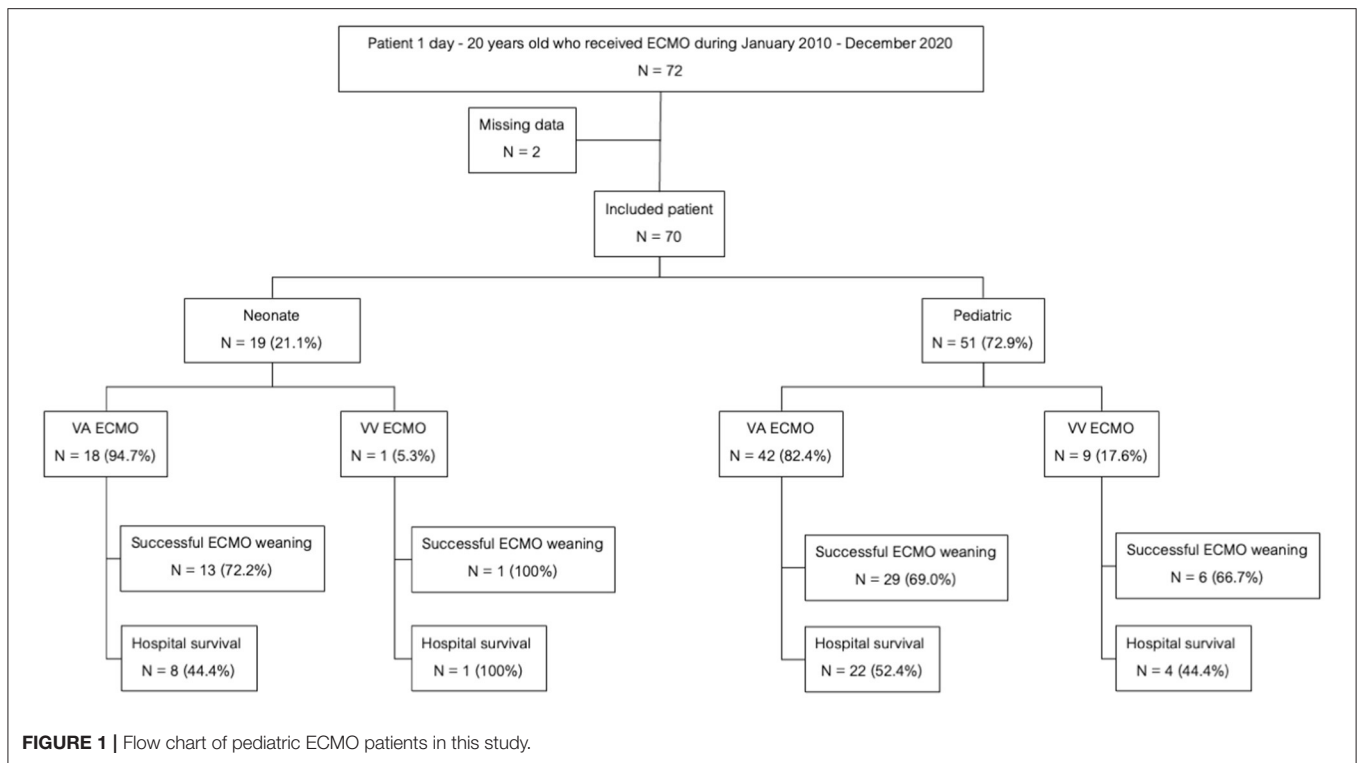 Patient 1 day - 20 years old who received ECMO during January 2010 - December 2020
N = 72
Missing data
N = 2
Included patient
N = 70
Neonate
N = 19 (21.1%)
Pediatric
N = 51 (72.9%)
VA ECMO
N = 18 (94.7%)
VV ECMO
N = 1 (5.3%)
VA ECMO
N = 42 (82.4%)
VV ECMO
N = 9 (17.6%)
Successful ECMO weaning
N = 13 (72.2%)
Successful ECMO weaning
N = 1 (100%)
Successful ECMO weaning
N = 29 (69.0%)
Successful ECMO weaning
N = 6 (66.7%)
Hospital survival
N = 8 (44.4%)
Hospital survival
N = 1 (100%)
Hospital survival
N = 22 (52.4%)
Hospital survival
N = 4 (44.4%)
FIGURE 1 | Flow chart of pediatric ECMO patients in this study.